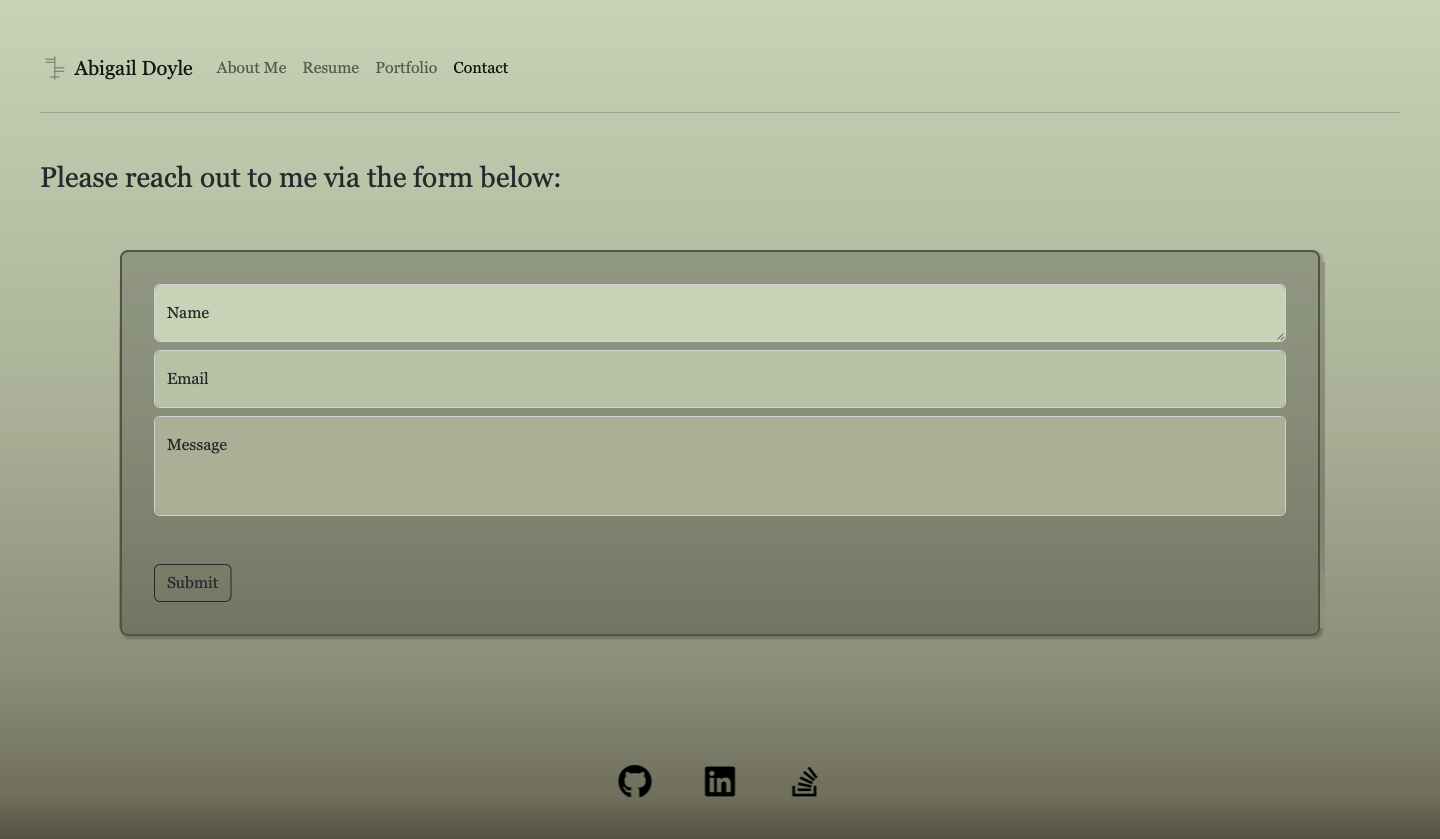 Abigail Doyle About Me Resume Portfolio Contact
Please reach out to me via the form below:
Name
Email
Message
Submit
in